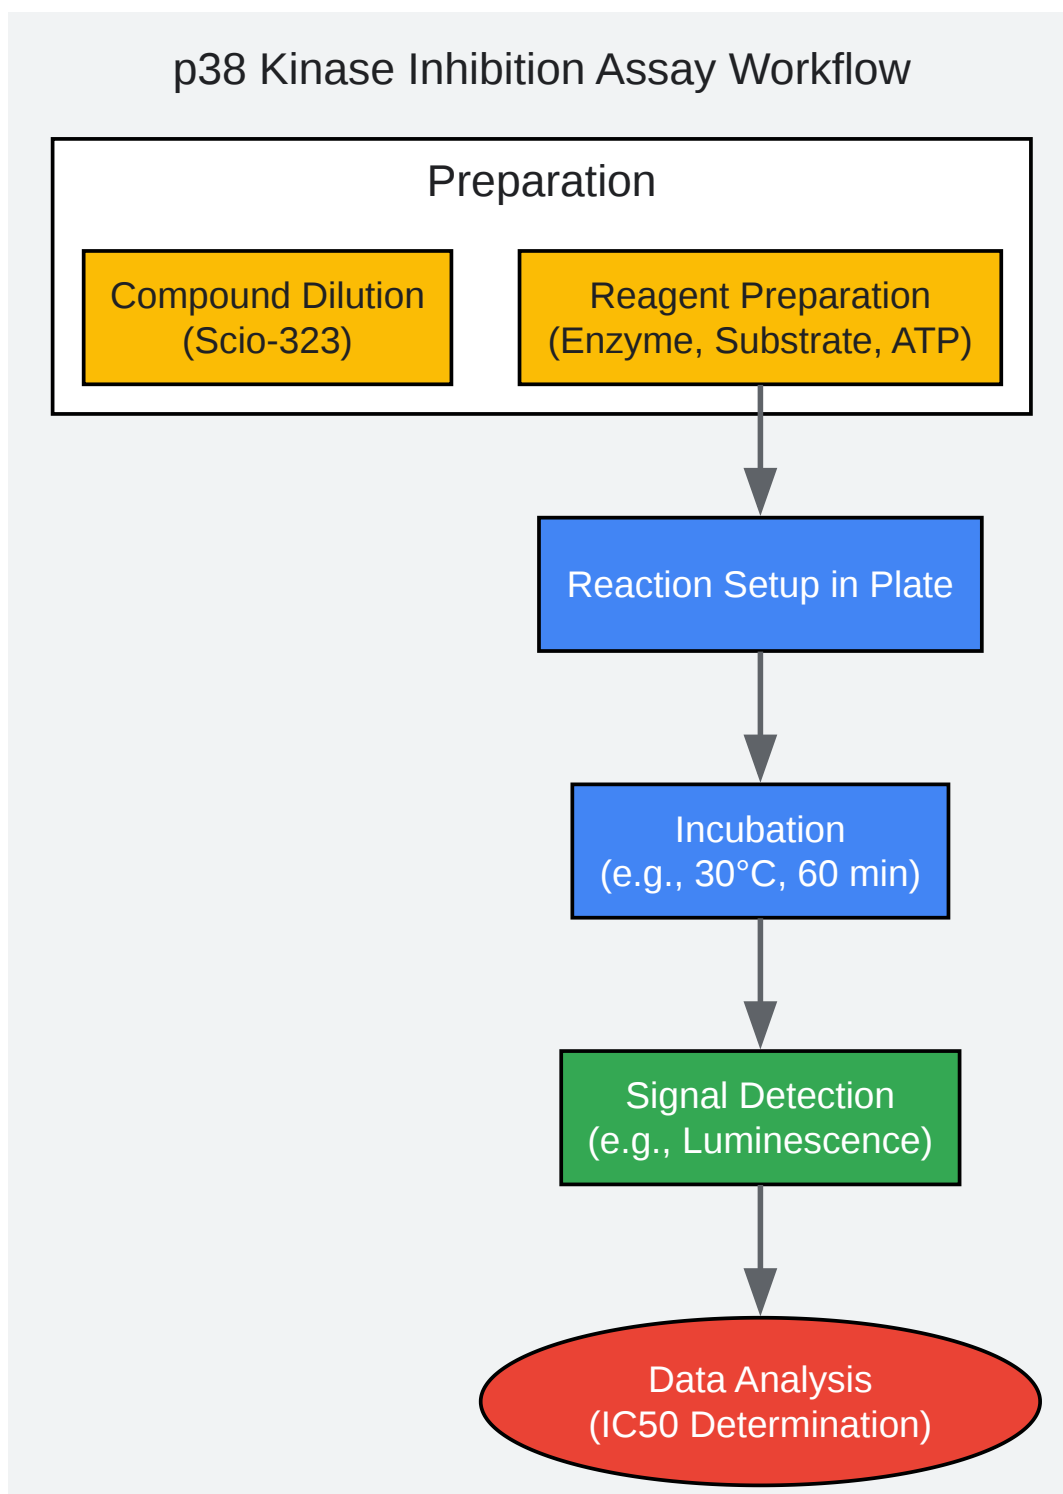 p38 Kinase Inhibition Assay Workflow
Preparation
Compound Dilution
(Scio-323)
Reagent Preparation
(Enzyme, Substrate, ATP)
Reaction Setup in Plate
Incubation
(e.g., 30°C, 60 min)
Signal Detection
(e.g., Luminescence)
Data Analysis
(IC50 Determination)